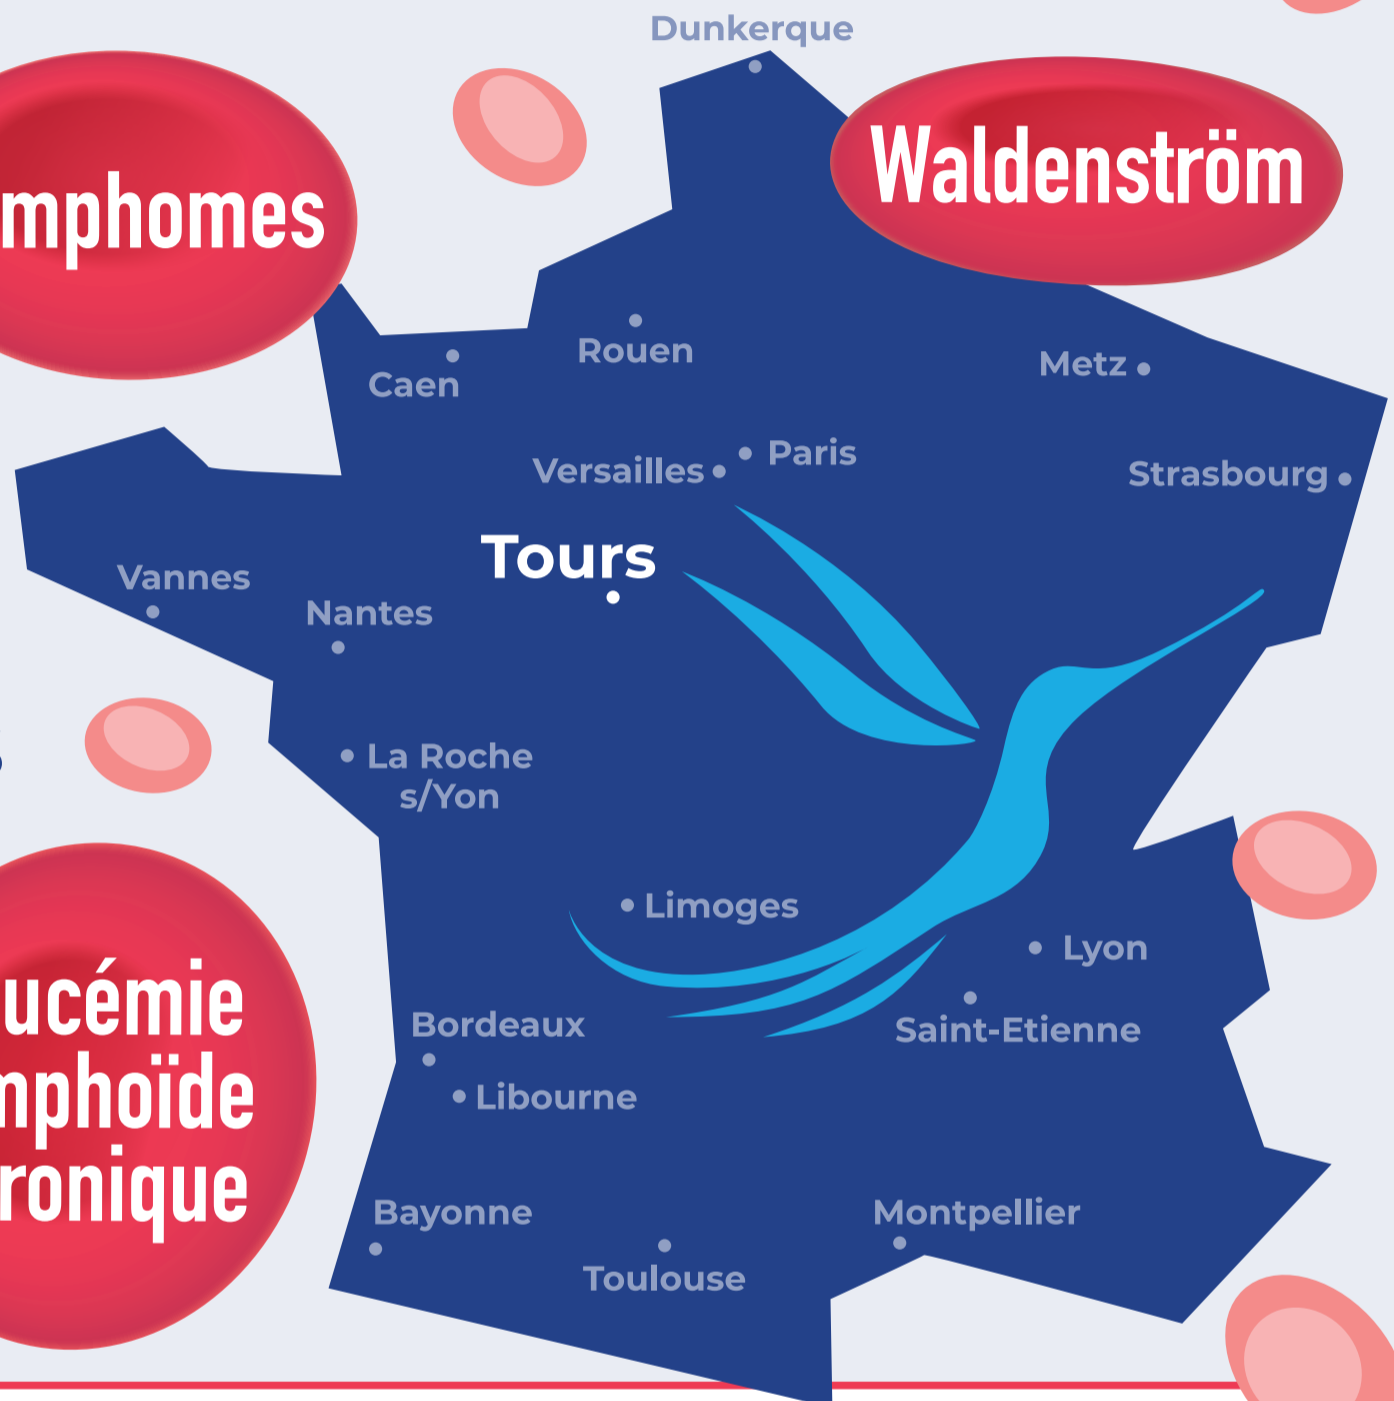 Dunkerque
Waldenström
mphomes
Rouen
Caen
Metz
Paris
Versailles
Strasbourg
Tours
Vannes
Nantes
La Roche
s/Yon
Limoges
Lyon
ucémie
mphoïde
ronique
Bordeaux
Saint-Etienne
Libourne
Bayonne
Montpellier
Toulouse